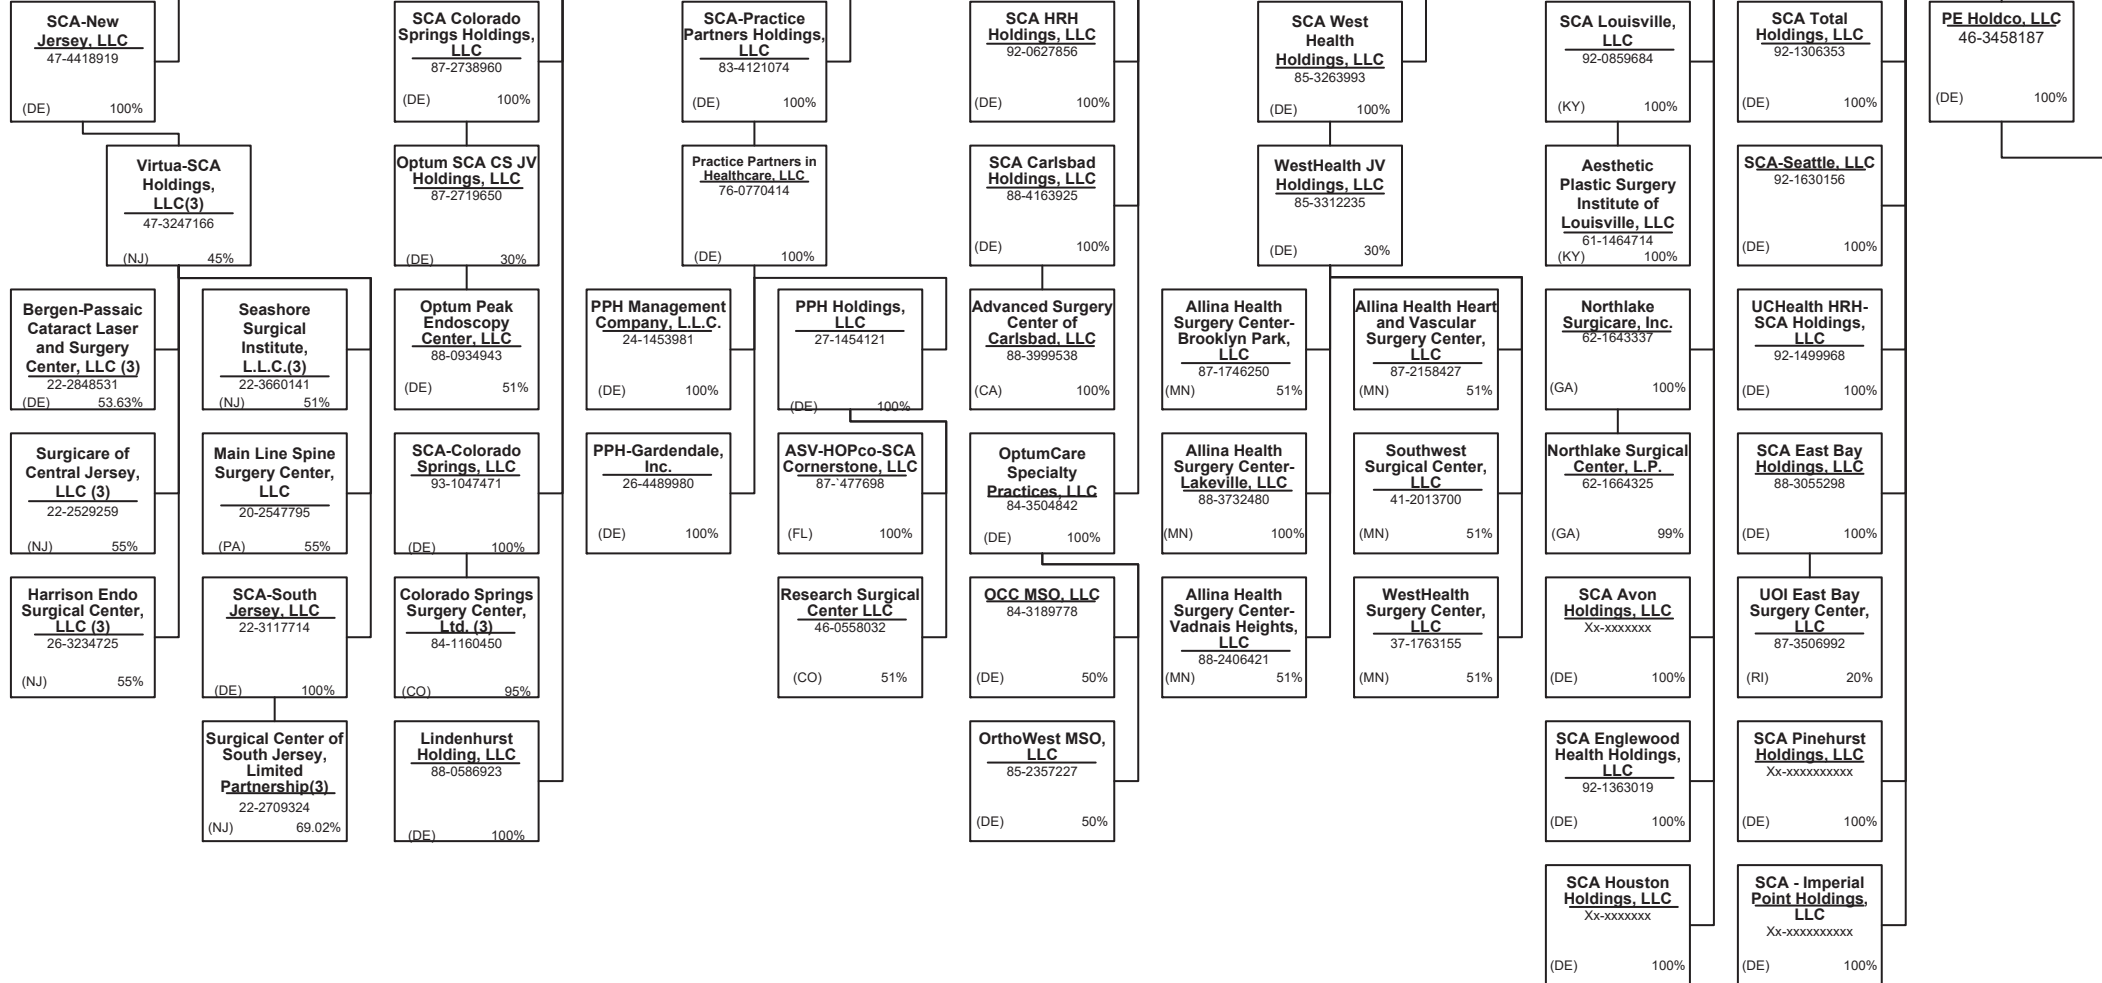 SCA-New
Jersey, LLC
47-4418919
(DE) 100%
Virtua-SCA
Holdings,
LLC(3)
47-3247166
(NJ) 45%
Bergen-Passaic
Cataract Laser
and Surgery
Center, LLC (3)
22-2848531
(DE) 53.63%
Surgicare of
Central Jersey,
LLC (3)
22-2529259
(NJ) 55%
Harrison Endo
Surgical Center,
LLC (3)
26-3234725
(NJ) 55%
Seashore
Surgical
Institute,
L.L.C.(3)
22-3660141
(NJ) 51%
Main Line Spine
Surgery Center,
LLC
20-2547795
(PA) 55%
SCA-South
Jersey, LLC
22-3117714
(DE) 100%
Surgical Center of
South Jersey,
Limited
Partnership(3)
22-2709324
(NJ) 69.02%
SCA Colorado
Springs Holdings,
LLC
87-2738960
(DE) 100%
Optum SCA CS JV
Holdings, LLC
87-2719650
(DE) 30%
Optum Peak
Endoscopy
Center, LLC
88-0934943
(DE) 51%
SCA-Colorado
Springs, LLC
93-1047471
(DE) 100%
Colorado Springs
Surgery Center,
Ltd. (3)
84-1160450
(CO) 95%
Lindenhurst
Holding, LLC
88-0586923
(DE) 100%
SCA-Practice
Partners Holdings,
LLC
83-4121074
(DE) 100%
Practice Partners in
Healthcare, LLC
76-0770414
(DE) 100%
PPH Management
Company, L.L.C.
24-1453981
(DE) 100%
PPH-Gardendale,
Inc.
26-4489980
(DE) 100%
PPH Holdings,
LLC
27-1454121
(DE) 100%
ASV-HOPco-SCA
Cornerstone, LLC
87-`477698
(FL) 100%
Research Surgical
Center LLC
46-0558032
(CO) 51%
SCA HRH
Holdings, LLC
92-0627856
(DE) 100%
SCA Carlsbad
Holdings, LLC
88-4163925
(DE) 100%
Advanced Surgery
Center of
Carlsbad, LLC
88-3999538
(CA) 100%
OptumCare
Specialty
Practices, LLC
84-3504842
(DE) 100%
OCC MSO, LLC
84-3189778
(DE) 50%
OrthoWest MSO,
LLC
85-2357227
(DE) 50%
SCA West
Health
Holdings, LLC
85-3263993
(DE) 100%
WestHealth JV
Holdings, LLC
85-3312235
(DE) 30%
Allina Health
Surgery Center-
Brooklyn Park,
LLC
87-1746250
(MN) 51%
Allina Health
Surgery Center-
Lakeville, LLC
88-3732480
(MN) 100%
Allina Health
Surgery Center-
Vadnais Heights,
LLC
88-2406421
(MN) 51%
Allina Health Heart
and Vascular
Surgery Center,
LLC
87-2158427
(MN) 51%
Southwest
Surgical Center,
LLC
41-2013700
(MN) 51%
WestHealth
Surgery Center,
LLC
37-1763155
(MN) 51%
SCA Louisville,
LLC
92-0859684
(KY) 100%
Aesthetic
Plastic Surgery
Institute of
Louisville, LLC
61-1464714
(KY) 100%
Northlake
Surgicare, Inc.
62-1643337
(GA) 100%
Northlake Surgical
Center, L.P.
62-1664325
(GA) 99%
SCA Avon
Holdings, LLC
Xx-xxxxxxx
(DE) 100%
SCA Englewood
Health Holdings,
LLC
92-1363019
(DE) 100%
SCA Houston
Holdings, LLC
Xx-xxxxxxx
(DE) 100%
SCA Total
Holdings, LLC
92-1306353
(DE) 100%
SCA-Seattle, LLC
92-1630156
(DE) 100%
UCHealth HRH-
SCA Holdings,
LLC
92-1499968
(DE) 100%
SCA East Bay
Holdings, LLC
88-3055298
(DE) 100%
UOI East Bay
Surgery Center,
LLC
87-3506992
(RI) 20%
SCA Pinehurst
Holdings, LLC
Xx-xxxxxxxxxx
(DE) 100%
SCA - Imperial
Point Holdings,
LLC
Xx-xxxxxxxxxx
(DE) 100%
PE Holdco, LLC
46-3458187
(DE) 100%